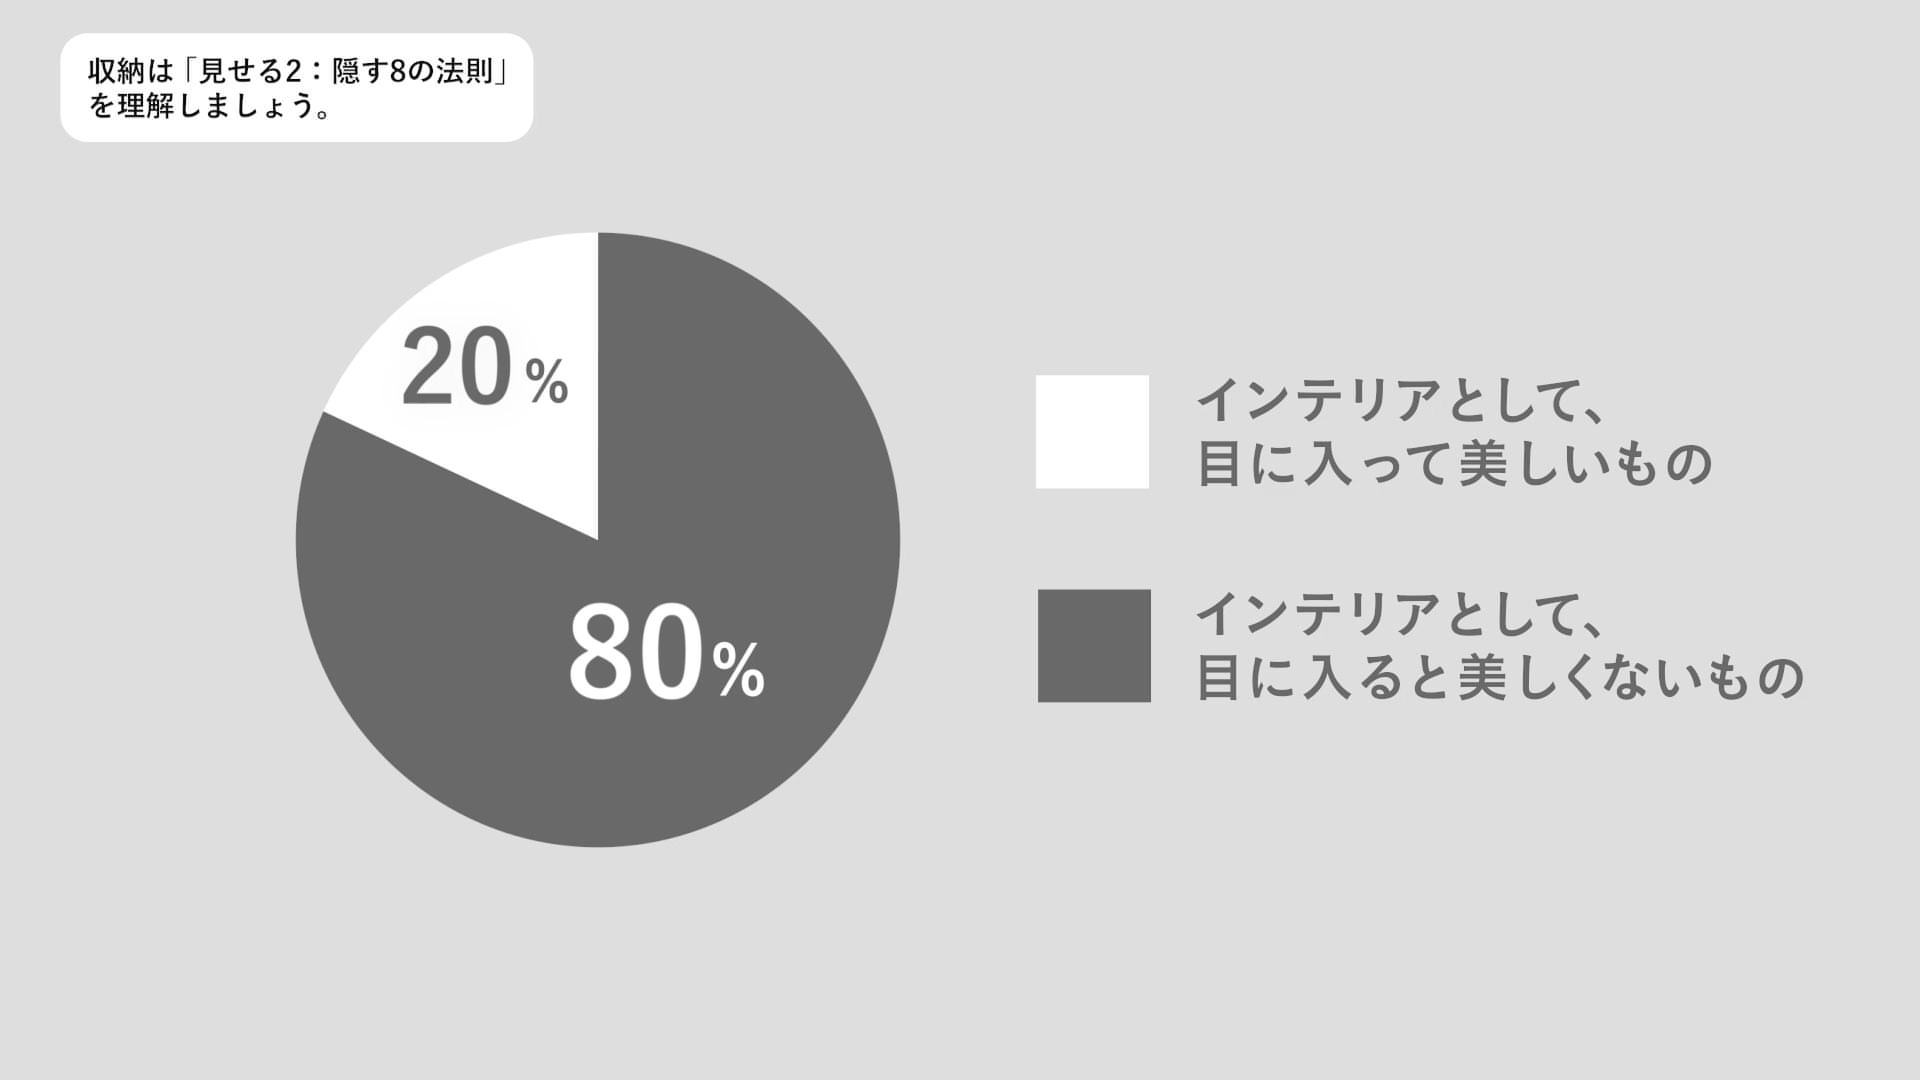 収納は「見せる2：隠す8の法則」
を理解しましょう。
20%
80%
インテリアとして、
目に入って美しいもの
インテリアとして、
目に入ると美しくないもの